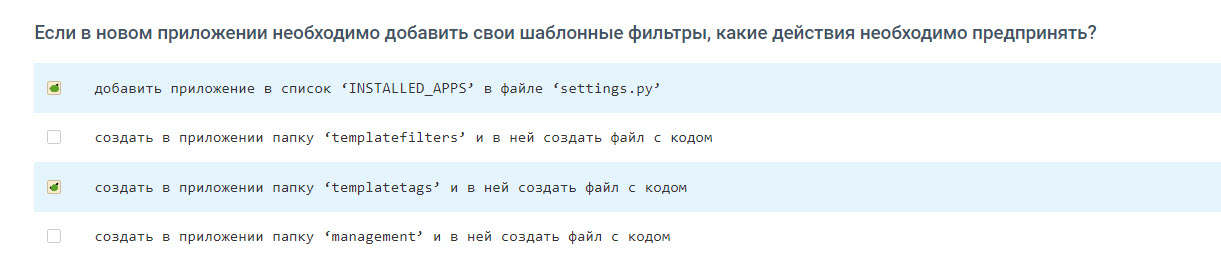 Если в новом приложении необходимо добавить свои шаблонные фильтры, какие действия необходимо предпринять?
добавить приложение в список ‘INSTALLED_APPS’ в файле ‘settings.py’
создать в приложении папку ‘templatefilters’ и в ней создать файл с кодом
создать в приложении папку ‘templatetags’ и в ней создать файл с кодом
создать в приложении папку ‘management’ и в ней создать файл с кодом